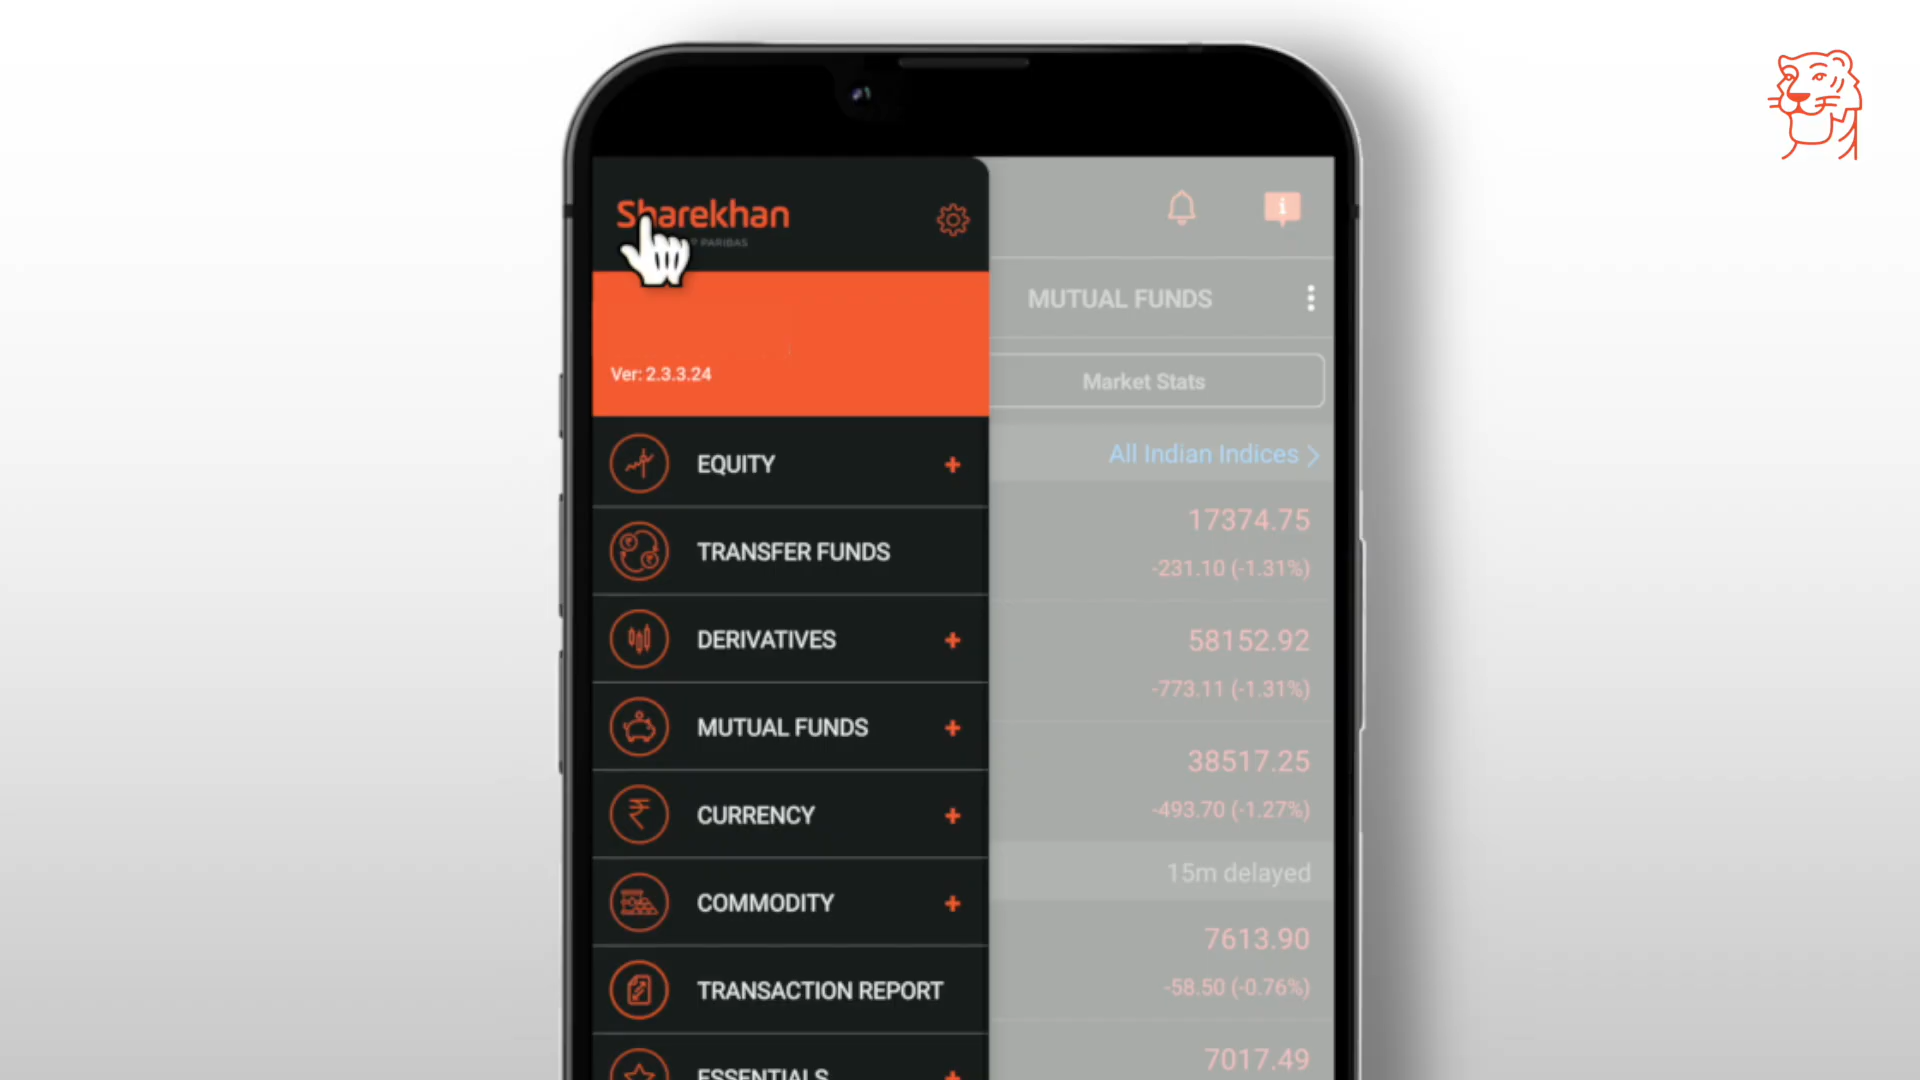 Sharekhan
PARIBAS
Ver: 2.3.3.24
EQUITY
TRANSFER FUNDS
DERIVATIVES
MUTUAL FUNDS
CURRENCY
COMMODITY
TRANSACTION REPORT
ESSENTIALS
MUTUAL FUNDS
Market Stats
All Indian Indices
17374.75
-231.10 (-1.31%)
58152.92
-773.11 (-1.31%)
38517.25
-493.70 (-1.27%)
15m delayed
7613.90
-58.50 (-0.76%)
7017.49